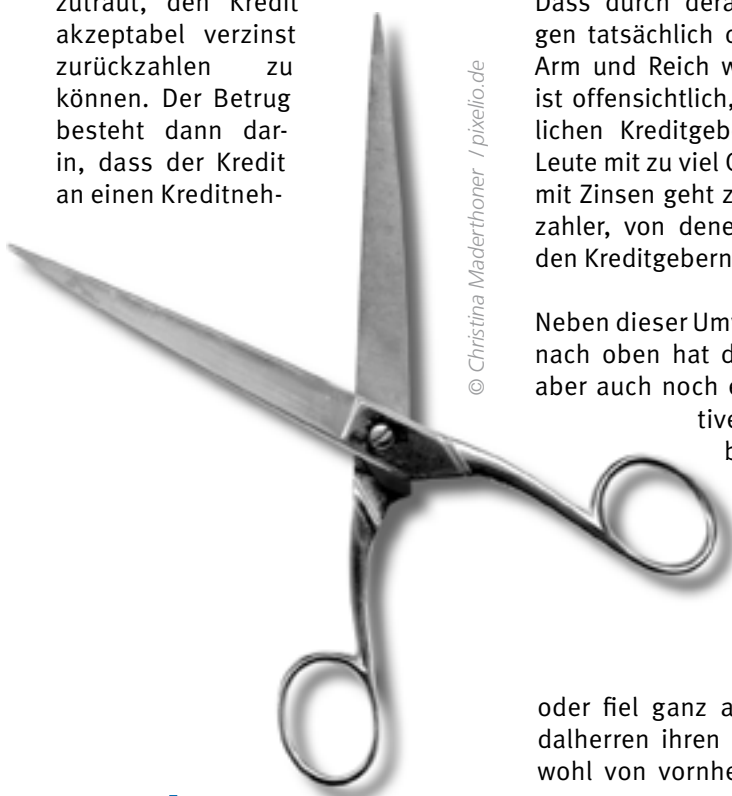 zutraut, den Kredit
akzeptabel verzinst
zurückzahlen zu
können. Der Betrug
besteht dann dar-
in, dass der Kredit
an einen Kreditneh-
© Christina Maderthoner / pixelio.de
Dass durch dera
gen tatsächlich d
Arm und Reich w
ist offensichtlich,
lichen Kreditgeb
Leute mit zu viel G
mit Zinsen geht z
zahler, von dene
den Kreditgebern
Neben dieser Umv
nach oben hat d
aber auch noch e
tive
b
oder fiel ganz a
dalherren ihren
wohl von vornhe